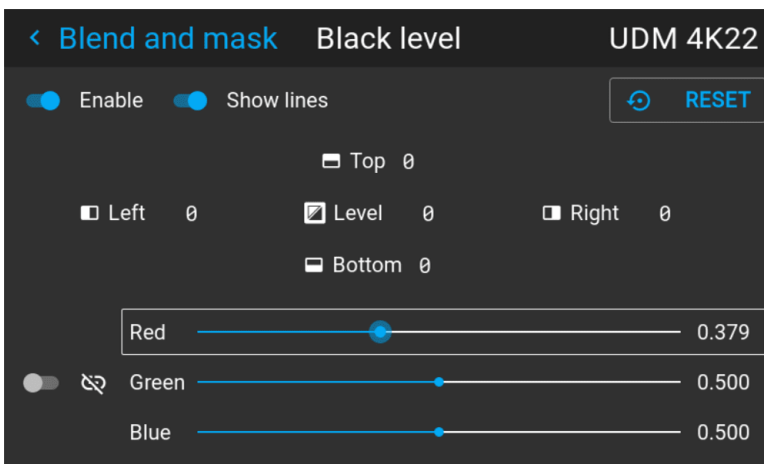 Blend and mask Black level UDM 4K22
Enable Show lines RESET
Top 0
Left 0 Level 0 Right 0
Bottom 0
Red 0.379
Green 0.500
Blue 0.500